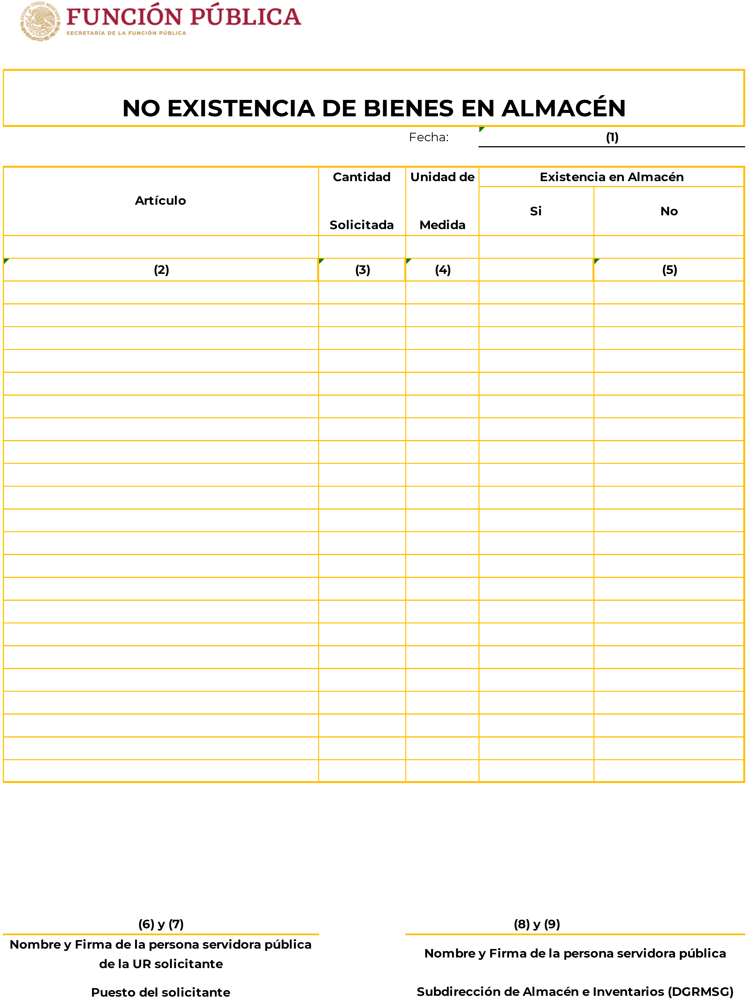 ESTADOS UNIDOS MEXICANOS
FUNCIÓN PÚBLICA
SECRETARÍA DE LA FUNCIÓN PÚBLICA
NO EXISTENCIA DE BIENES EN ALMACÉN
Fecha: (1)
Artículo
Cantidad
Solicitada
Unidad de
Medida
Existencia en Almacén
Si No
(2) (3) (4) (5)
(6) y (7)
Nombre y Firma de la persona servidora pública
de la UR solicitante
Puesto del solicitante
(8) y (9)
Nombre y Firma de la persona servidora pública
Subdirección de Almacén e Inventarios (DGRMSG)